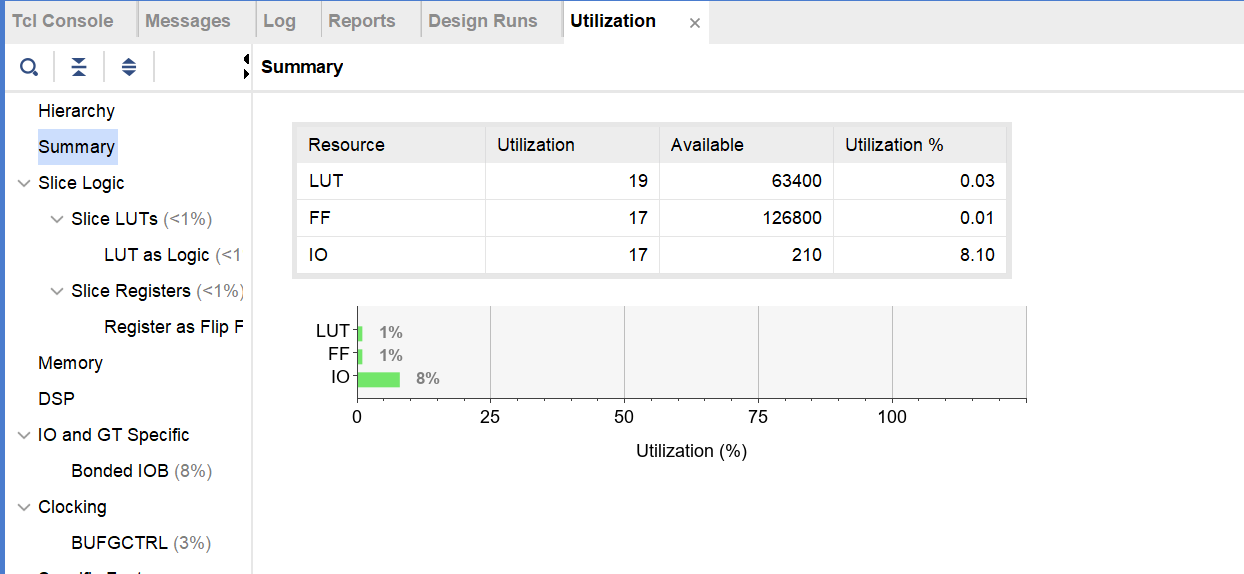 Tcl Console Messages Log Reports Design Runs Utilization ×
Summary
Hierarchy
Summary
Slice Logic
Slice LUTs (<1%)
LUT as Logic (<1
Slice Registers (<1%)
Register as Flip F
Memory
DSP
IO and GT Specific
Bonded IOB (8%)
Clocking
BUFGCTRL (3%)
Resource Utilization Available Utilization %
LUT 19 63400 0.03
FF 17 126800 0.01
IO 17 210 8.10
LUT 1%
FF 1%
IO 8%
0 25 50 75 100
Utilization (%)